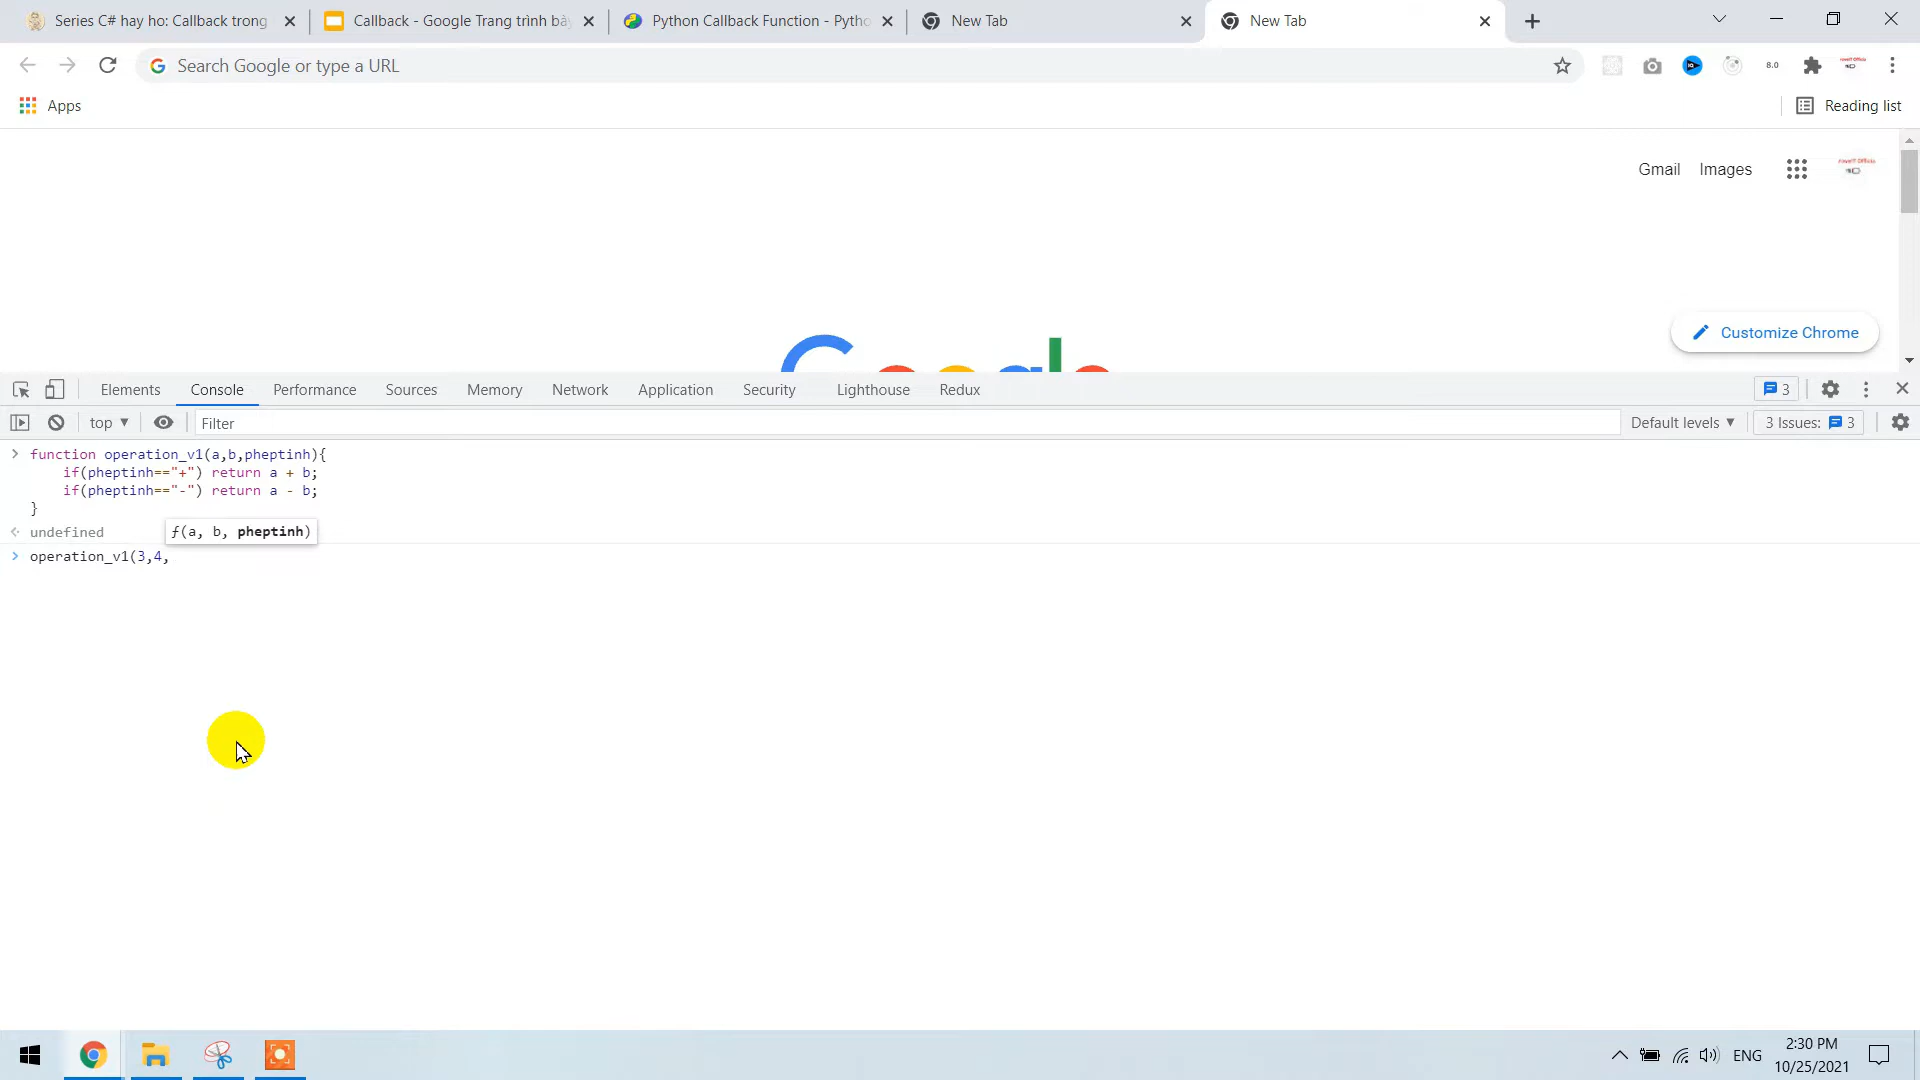 Series C# hay ho: Callback trong
Callback - Google Trang trình bày
Python Callback Function - Pytho
New Tab
New Tab
Search Google or type a URL
8.0
Apps
Reading list
Gmail Images
Customize Chrome
Elements Console Performance Sources Memory Network Application Security Lighthouse Redux
3
top
Filter
Default levels
3 Issues: 3
function operation_v1(a,b,pheptinh){
if(pheptinh=="+") return a + b;
if(pheptinh=="-") return a - b;
}
undefined
ƒ(a, b, pheptinh)
operation_v1(3,4,
ENG
2:30 PM
10/25/2021